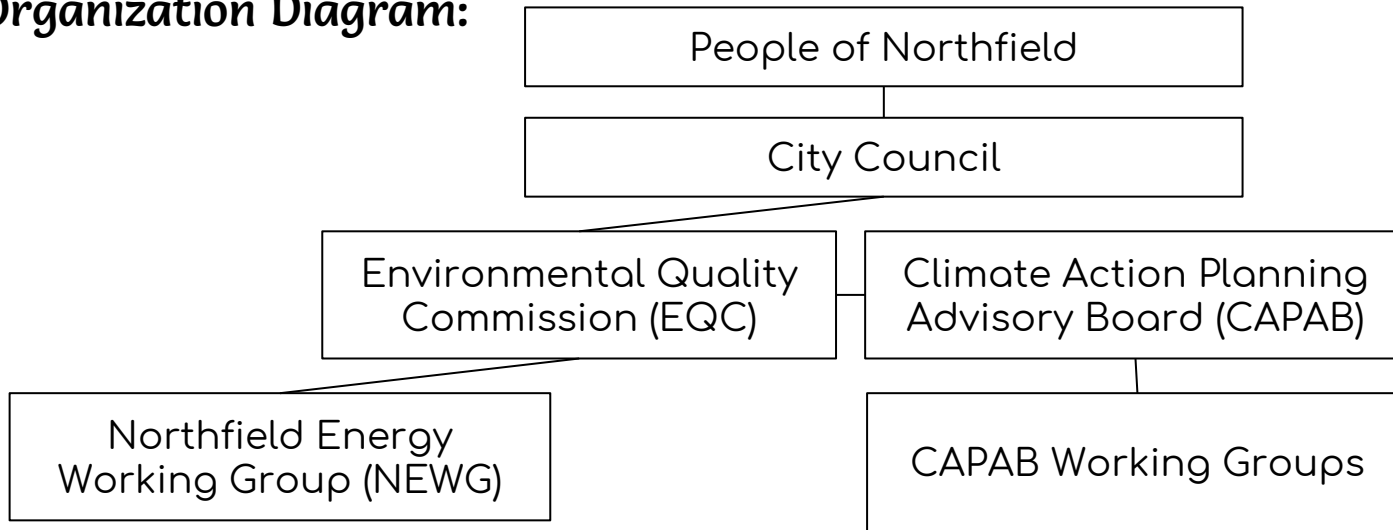 Organization Diagram:
People of Northfield
City Council
Environmental Quality
Commission (EQC)
Climate Action Planning
Advisory Board (CAPAB)
Northfield Energy
Working Group (NEWG)
CAPAB Working Groups